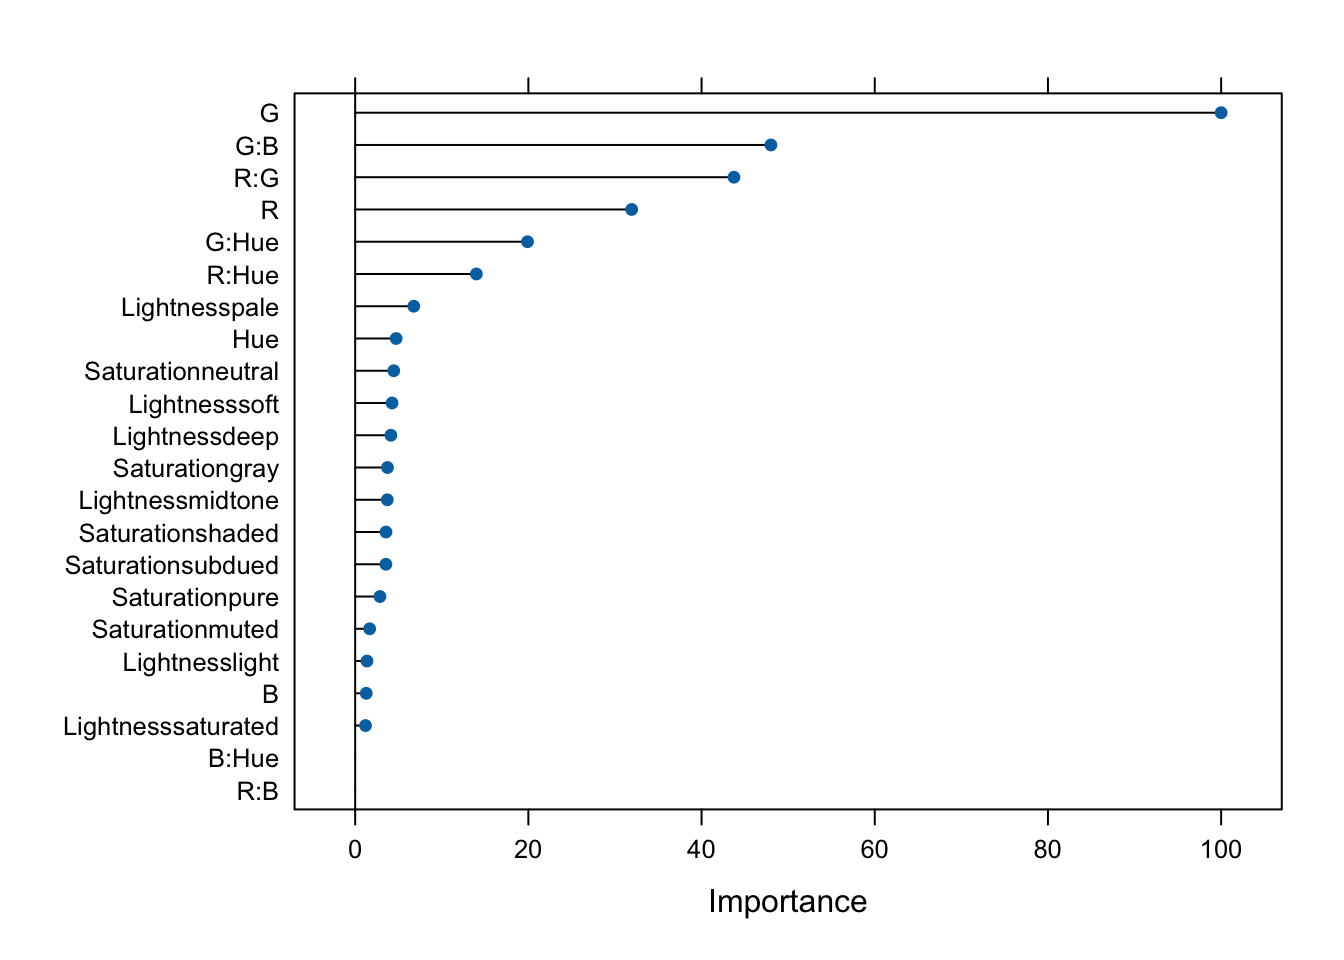 G
G:B
R:G
R
G:Hue
R:Hue
Lightnesspale
Hue
Saturationneutral
Lightnesssoft
Lightnessdeep
Saturationgray
Lightnessmidtone
Saturationshaded
Saturationsubdued
Saturationpure
Saturationmuted
Lightnesslight
B
Lightnesssaturated
B:Hue
R:B
0 20 40 60 80 100
Importance